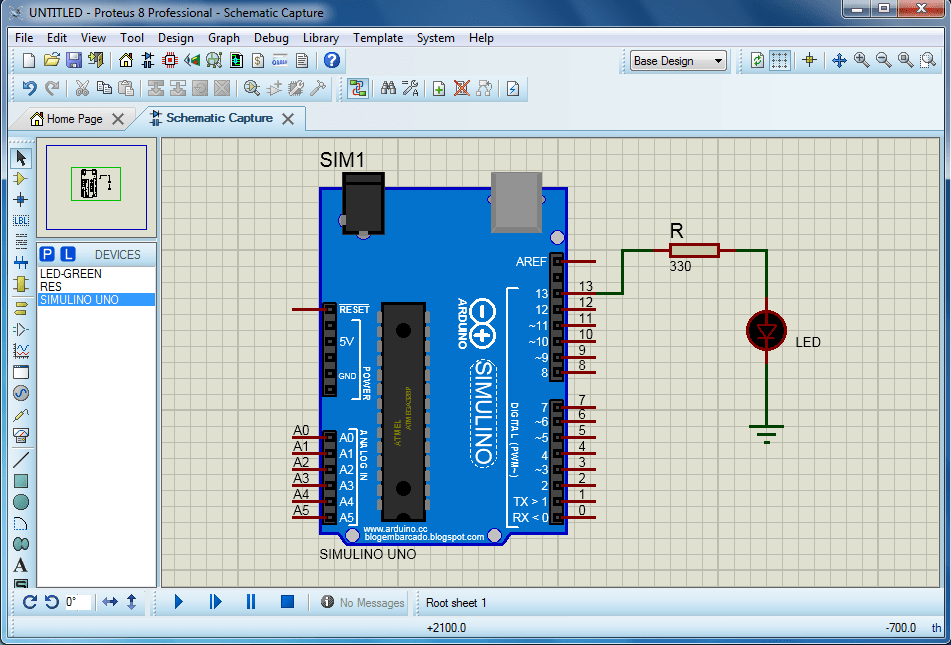 UNTITLED - Proteus 8 Professional - Schematic Capture
File Edit View Tool Design Graph Debug Library Template System Help
Base Design
Home Page
Schematic Capture
LBL
A
P L DEVICES
LED-GREEN
RES
SIMULINO UNO
SIM1
AREF
13 13
12 12
~11 11
~10 10
~9 9
8 8
7 7
~6 6
~5 5
4 4
~3 3
2 2
TX > 1 1
RX < 0 0
DIGITAL (PWM~)
RESET
5V
GND
POWER
A0 A0
A1 A1
A2 A2
A3 A3
A4 A4
A5 A5
ANALOG IN
ATMEL
ATMEGA328P
ARDUINO
SIMULINO
www.arduino.cc
blogembarcado.blogspot.com
SIMULINO UNO
R
330
LED
0°
No Messages
Root sheet 1
+2100.0
-700.0 th